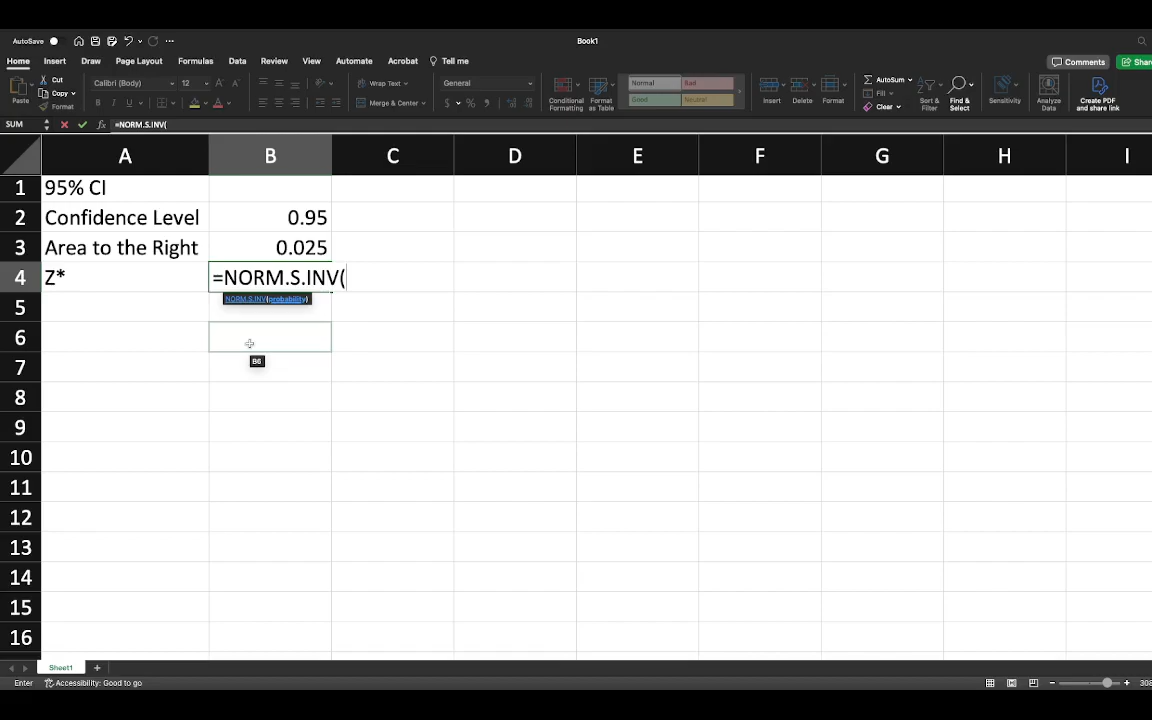 AutoSave
Book1
Home Insert Draw Page Layout Formulas Data Review View Automate Acrobat Tell me
Comments Shar
Paste
Cut
Copy
Format
Calibri (Body) 12
B I U
Wrap Text
Merge & Center
General
$ %
Conditional Formatting
Format as Table
Normal Bad
Good Neutral
Insert Delete Format
AutoSum
Fill
Clear
Sort & Filter
Find & Select
Sensitivity
Analyze Data
Create PDF and share link
SUM fx =NORM.S.INV(
A B C D E F G H I
1 95% CI
2 Confidence Level 0.95
3 Area to the Right 0.025
4 Z* =NORM.S.INV(
NORM.S.INV(probability)
5
6
B6
7
8
9
10
11
12
13
14
15
16
Sheet1 +
Enter Accessibility: Good to go
308